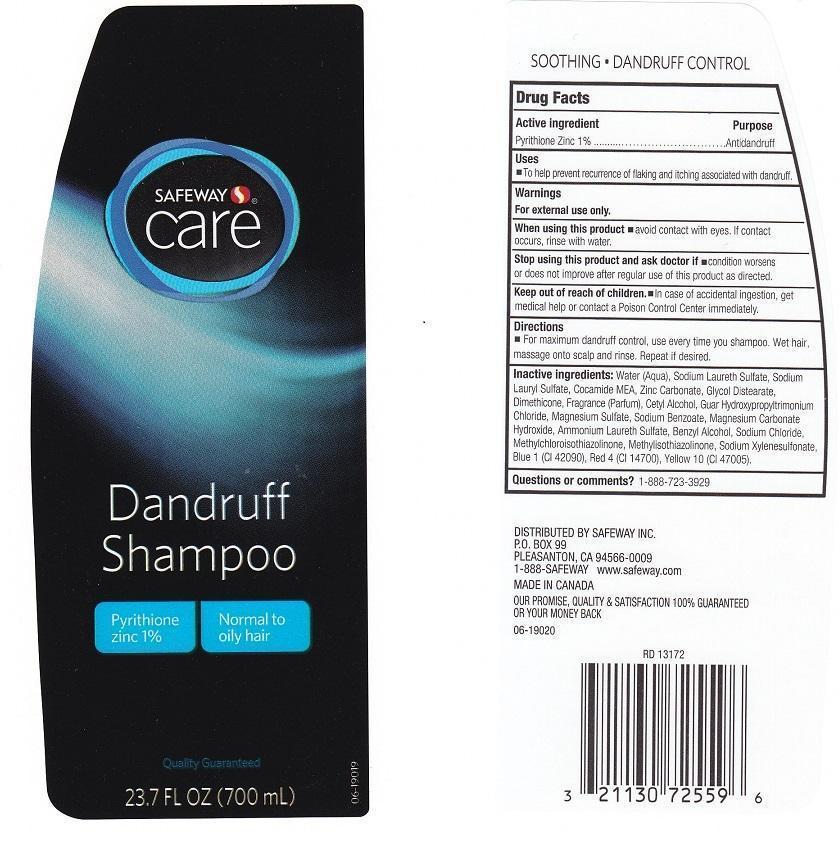 SAFEWAY ®
care
Dandruff
Shampoo
Pyrithione
zinc 1%
Normal to
oily hair
Quality Guaranteed
23.7 FL OZ (700 mL)
06-19019
SOOTHING • DANDRUFF CONTROL
Drug Facts
Active ingredient Purpose
Pyrithione Zinc 1% ..................................Antidandruff
Uses
■ To help prevent recurrence of flaking and itching associated with dandruff.
Warnings
For external use only.
When using this product ■ avoid contact with eyes. If contact
occurs, rinse with water.
Stop using this product and ask doctor if ■ condition worsens
or does not improve after regular use of this product as directed.
Keep out of reach of children. ■ In case of accidental ingestion, get
medical help or contact a Poison Control Center immediately.
Directions
■ For maximum dandruff control, use every time you shampoo. Wet hair,
massage onto scalp and rinse. Repeat if desired.
Inactive ingredients: Water (Aqua), Sodium Laureth Sulfate, Sodium
Lauryl Sulfate, Cocamide MEA, Zinc Carbonate, Glycol Distearate,
Dimethicone, Fragrance (Parfum), Cetyl Alcohol, Guar Hydroxypropyltrimonium
Chloride, Magnesium Sulfate, Sodium Benzoate, Magnesium Carbonate
Hydroxide, Ammonium Laureth Sulfate, Benzyl Alcohol, Sodium Chloride,
Methylchloroisothiazolinone, Methylisothiazolinone, Sodium Xylenesulfonate,
Blue 1 (CI 42090), Red 4 (CI 14700), Yellow 10 (CI 47005).
Questions or comments? 1-888-723-3929
DISTRIBUTED BY SAFEWAY INC.
P.O. BOX 99
PLEASANTON, CA 94566-0009
1-888-SAFEWAY www.safeway.com
MADE IN CANADA
OUR PROMISE, QUALITY & SATISFACTION 100% GUARANTEED
OR YOUR MONEY BACK
06-19020
RD 13172
3 21130 72559 6